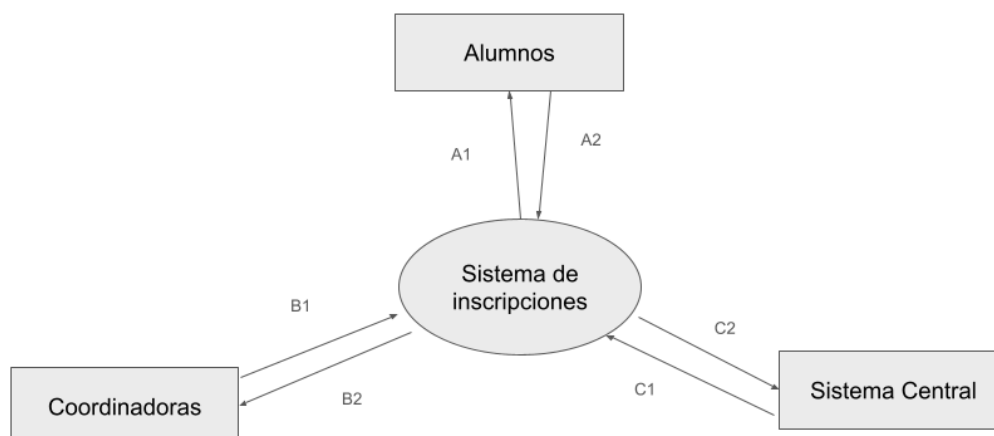 Alumnos
A1
A2
Sistema de
inscripciones
B1
C2
B2
C1
Coordinadoras
Sistema Central